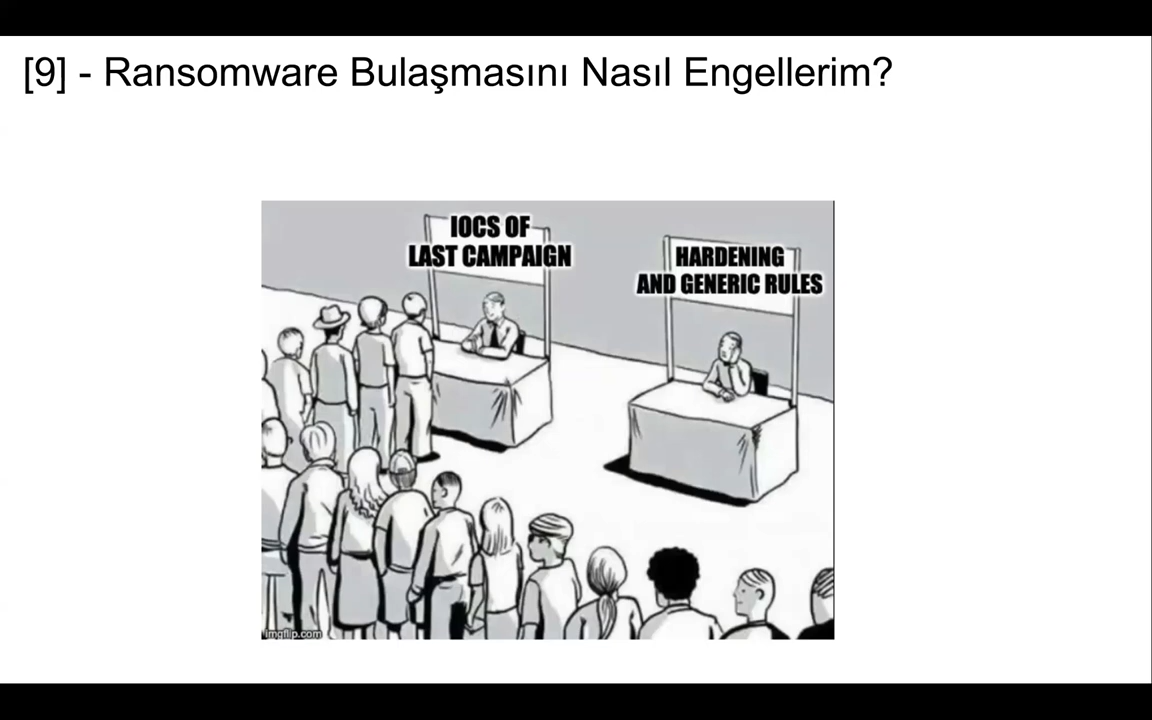 [9] - Ransomware Bulaşmasını Nasıl Engellerim?
IOCS OF
LAST CAMPAIGN
HARDENING
AND GENERIC RULES
imgflip.com